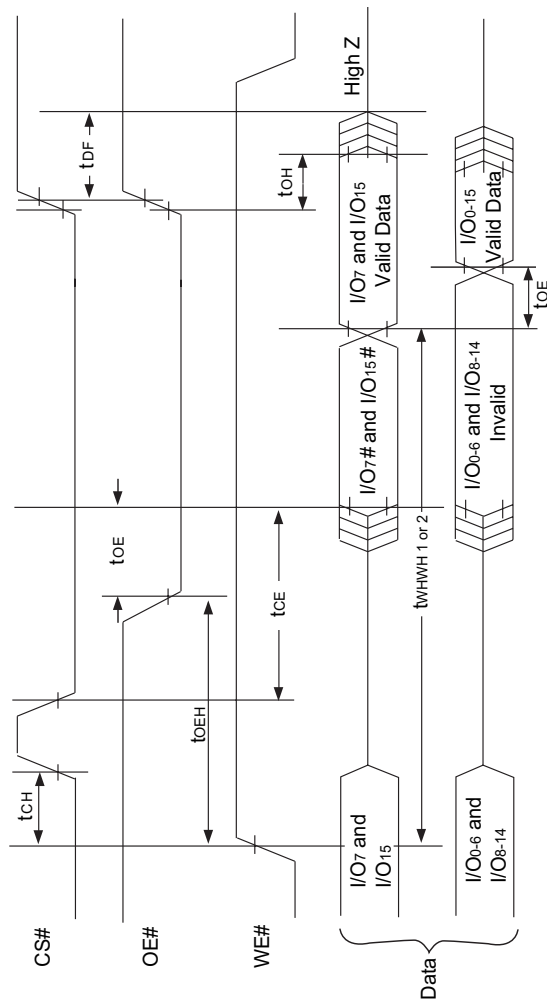 CS#
tCH
tDF
OE#
tOE
tOEH
WE#
tCE
tOH
High Z
Data
I/O7 and
I/O15
I/O7# and I/O15#
I/O7 and I/O15
Valid Data
tWHWH 1 or 2
tOE
I/O0-6 and
I/O8-14
I/O0-6 and I/O8-14
Invalid
I/O0-15
Valid Data